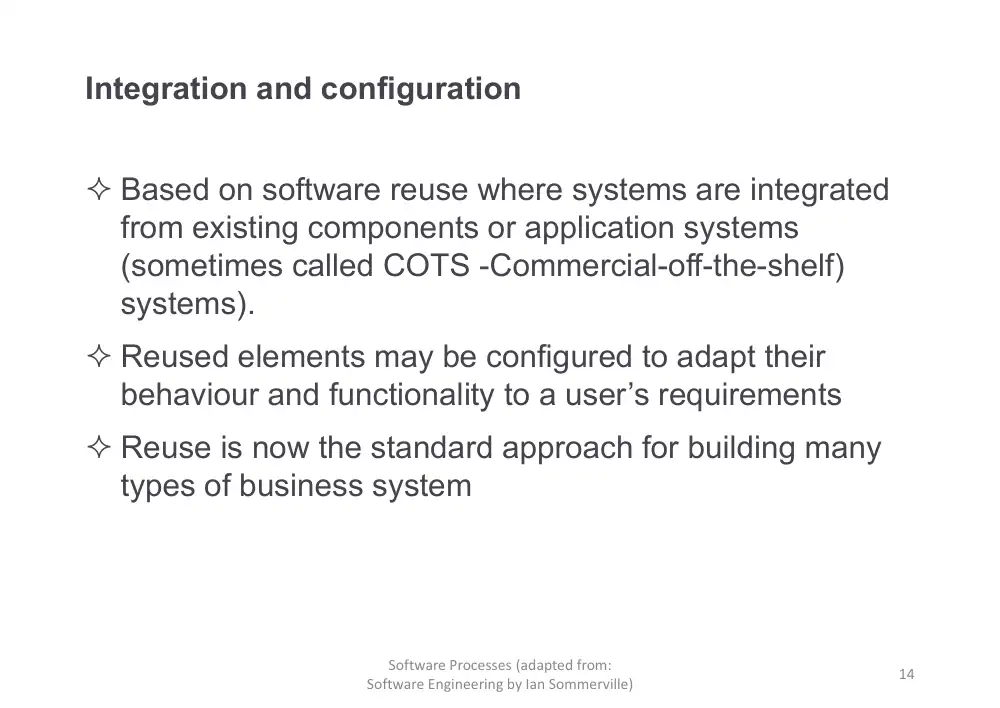 Integration and configuration
✧ Based on software reuse where systems are integrated
from existing components or application systems
(sometimes called COTS -Commercial-off-the-shelf)
systems).
✧ Reused elements may be configured to adapt their
behaviour and functionality to a user’s requirements
✧ Reuse is now the standard approach for building many
types of business system
Software Processes (adapted from:
Software Engineering by Ian Sommerville)
14